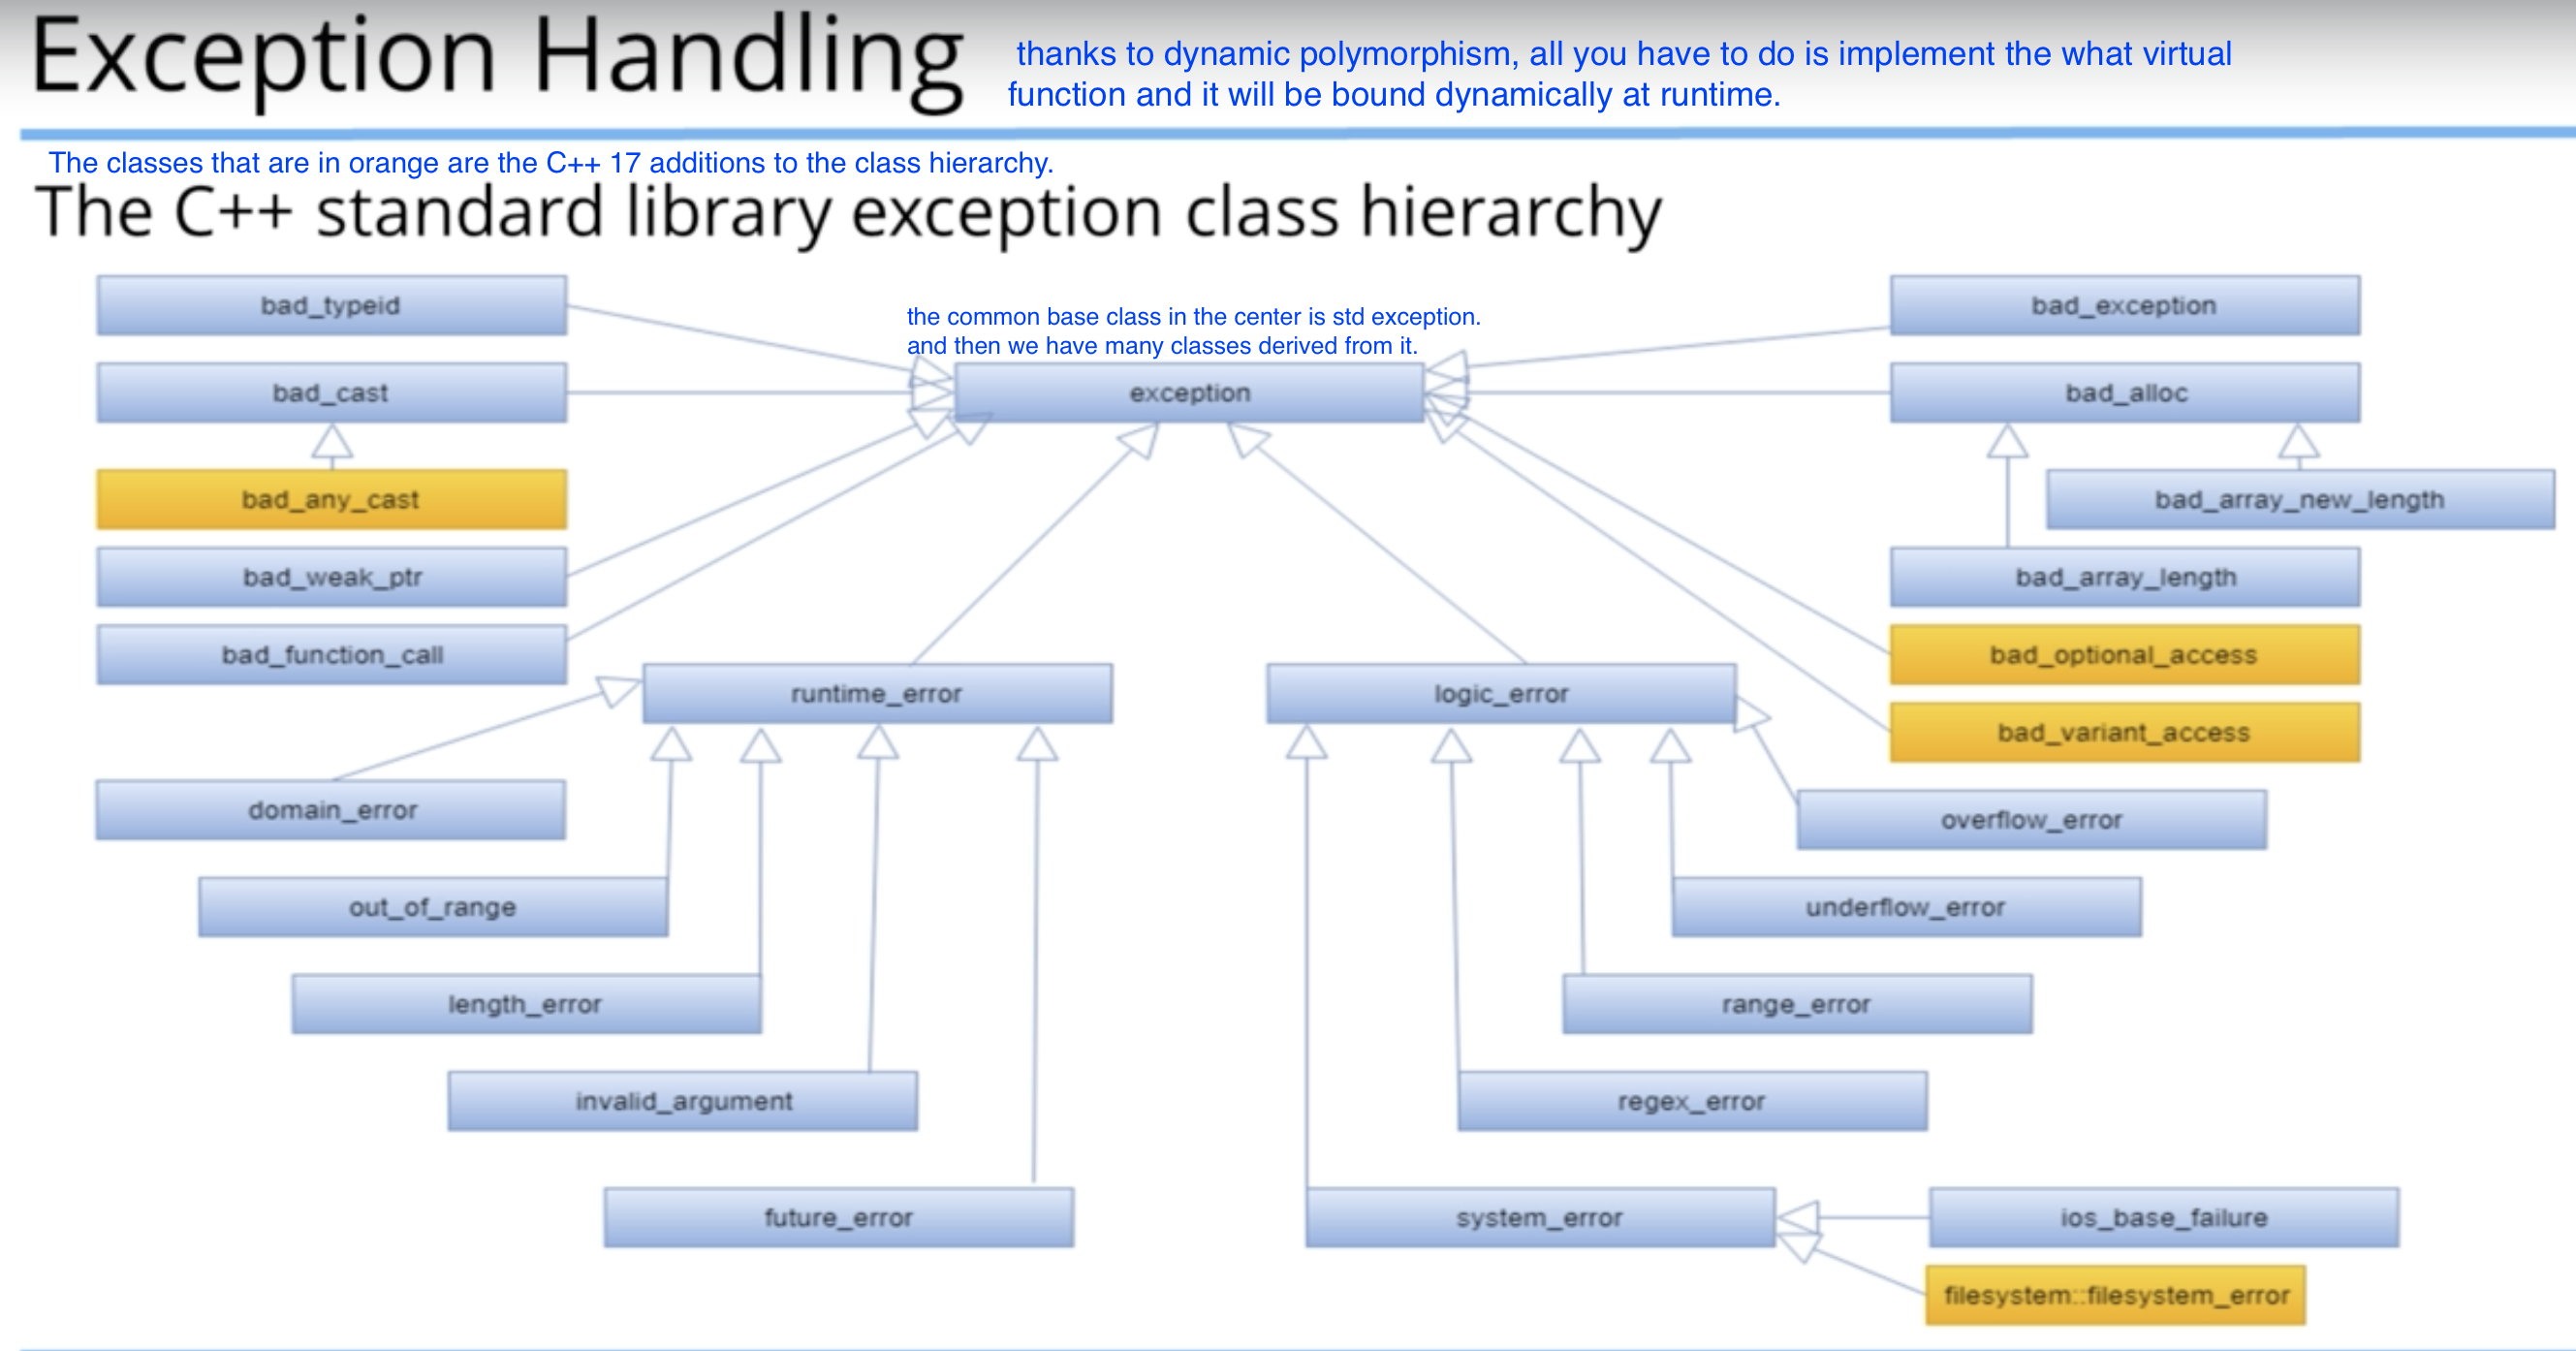 Exception Handling
thanks to dynamic polymorphism, all you have to do is implement the what virtual
function and it will be bound dynamically at runtime.
The classes that are in orange are the C++ 17 additions to the class hierarchy.
The C++ standard library exception class hierarchy
bad_typeid
the common base class in the center is std exception.
and then we have many classes derived from it.
bad_exception
bad_cast
exception
bad_alloc
bad_any_cast
bad_array_new_length
bad_weak_ptr
bad_array_length
bad_function_call
bad_optional_access
runtime_error
logic_error
bad_variant_access
domain_error
overflow_error
out_of_range
underflow_error
length_error
range_error
invalid_argument
regex_error
future_error
system_error
ios_base_failure
filesystem::filesystem_error